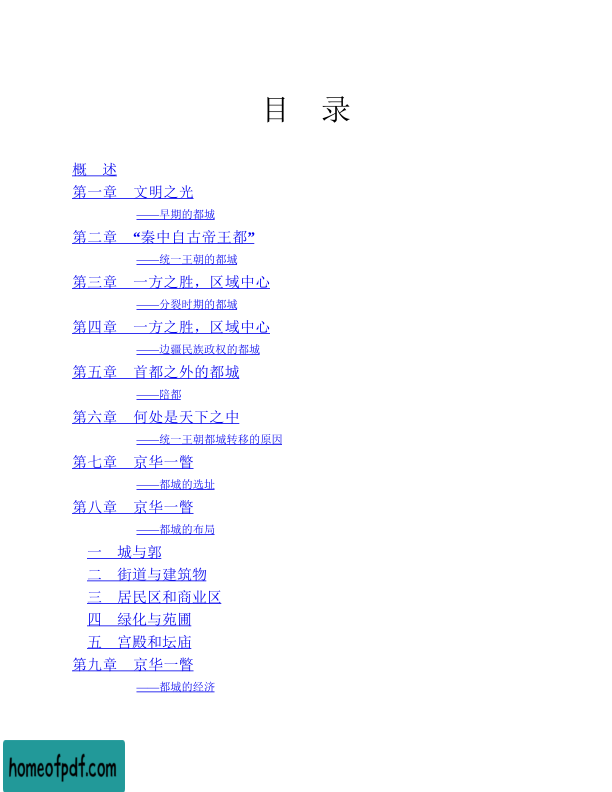 目　录
概　述
第一章　文明之光
——早期的都城
第二章　“秦中自古帝王都”
——统一王朝的都城
第三章　一方之胜，区域中心
——分裂时期的都城
第四章　一方之胜，区域中心
——边疆民族政权的都城
第五章　首都之外的都城
——陪都
第六章　何处是天下之中
——统一王朝都城转移的原因
第七章　京华一瞥
——都城的选址
第八章　京华一瞥
——都城的布局
一　城与郭
二　街道与建筑物
三　居民区和商业区
四　绿化与苑圃
五　宫殿和坛庙
第九章　京华一瞥
——都城的经济
homeofpdf.com